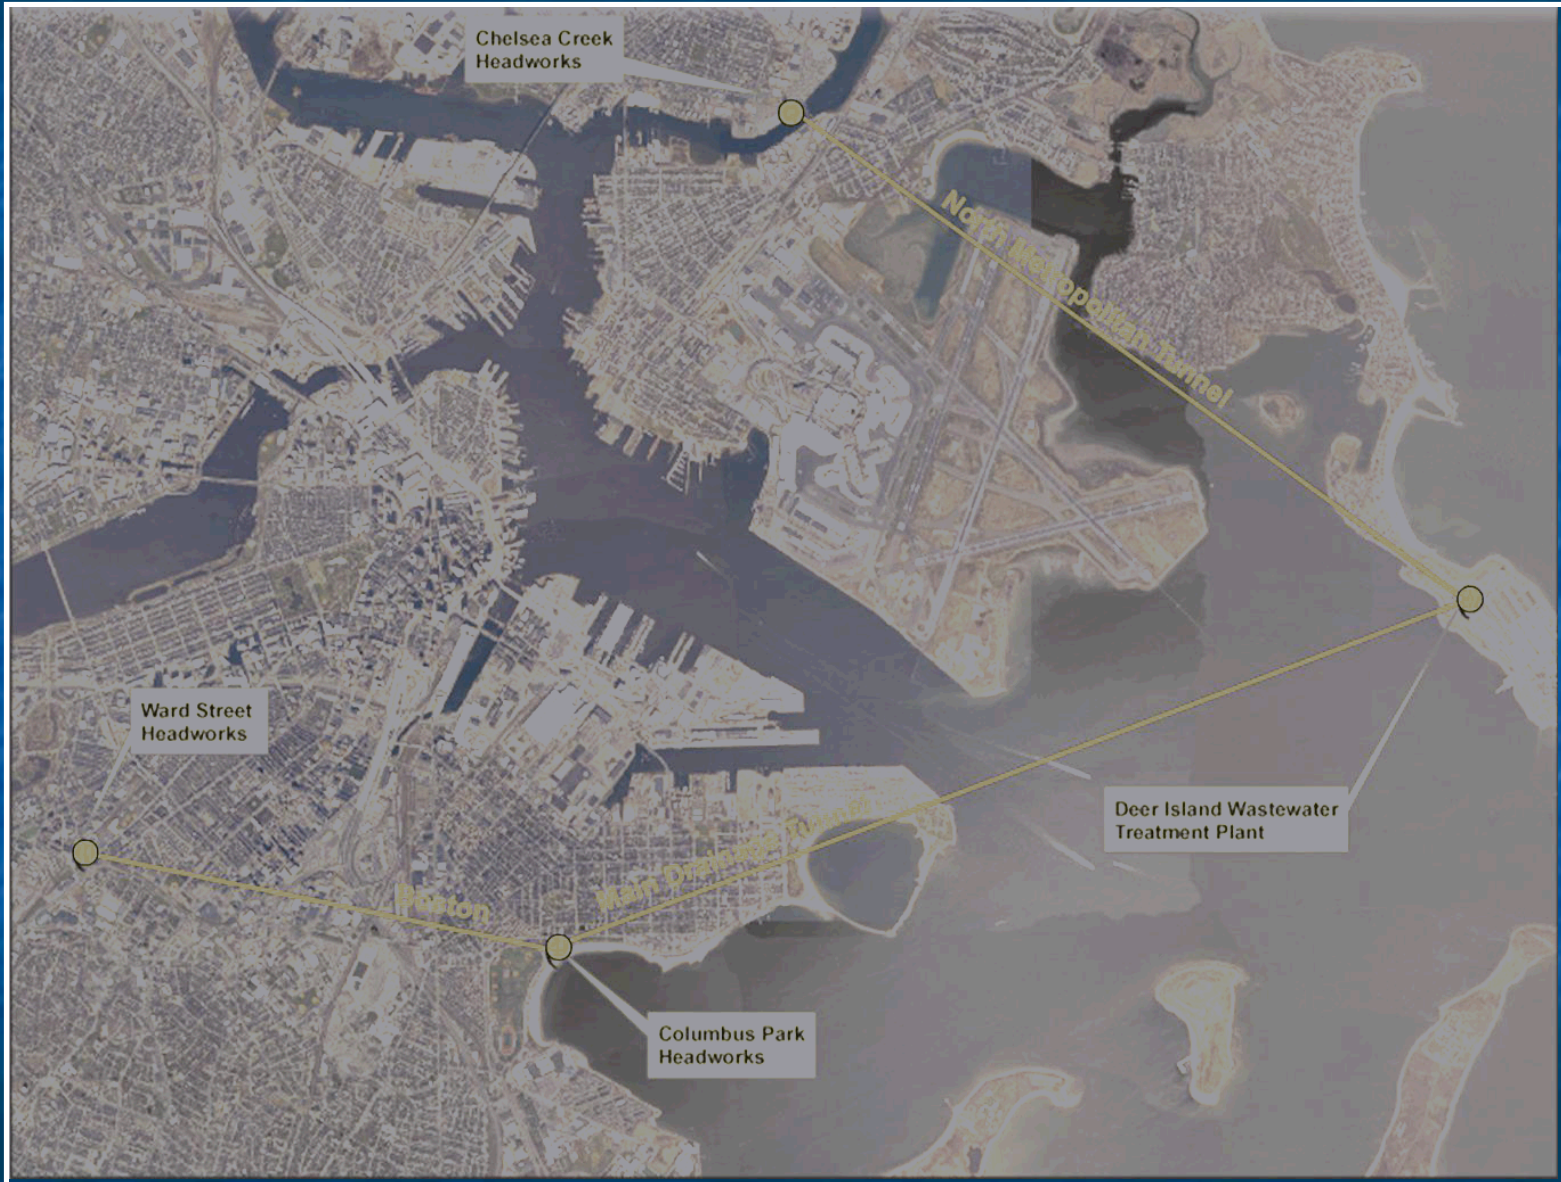 Chelsea Creek
Headworks
North Metropolitan Tunnel
Ward Street
Headworks
Deer Island Wastewater
Treatment Plant
Boston
Main Drainage Tunnel
Columbus Park
Headworks